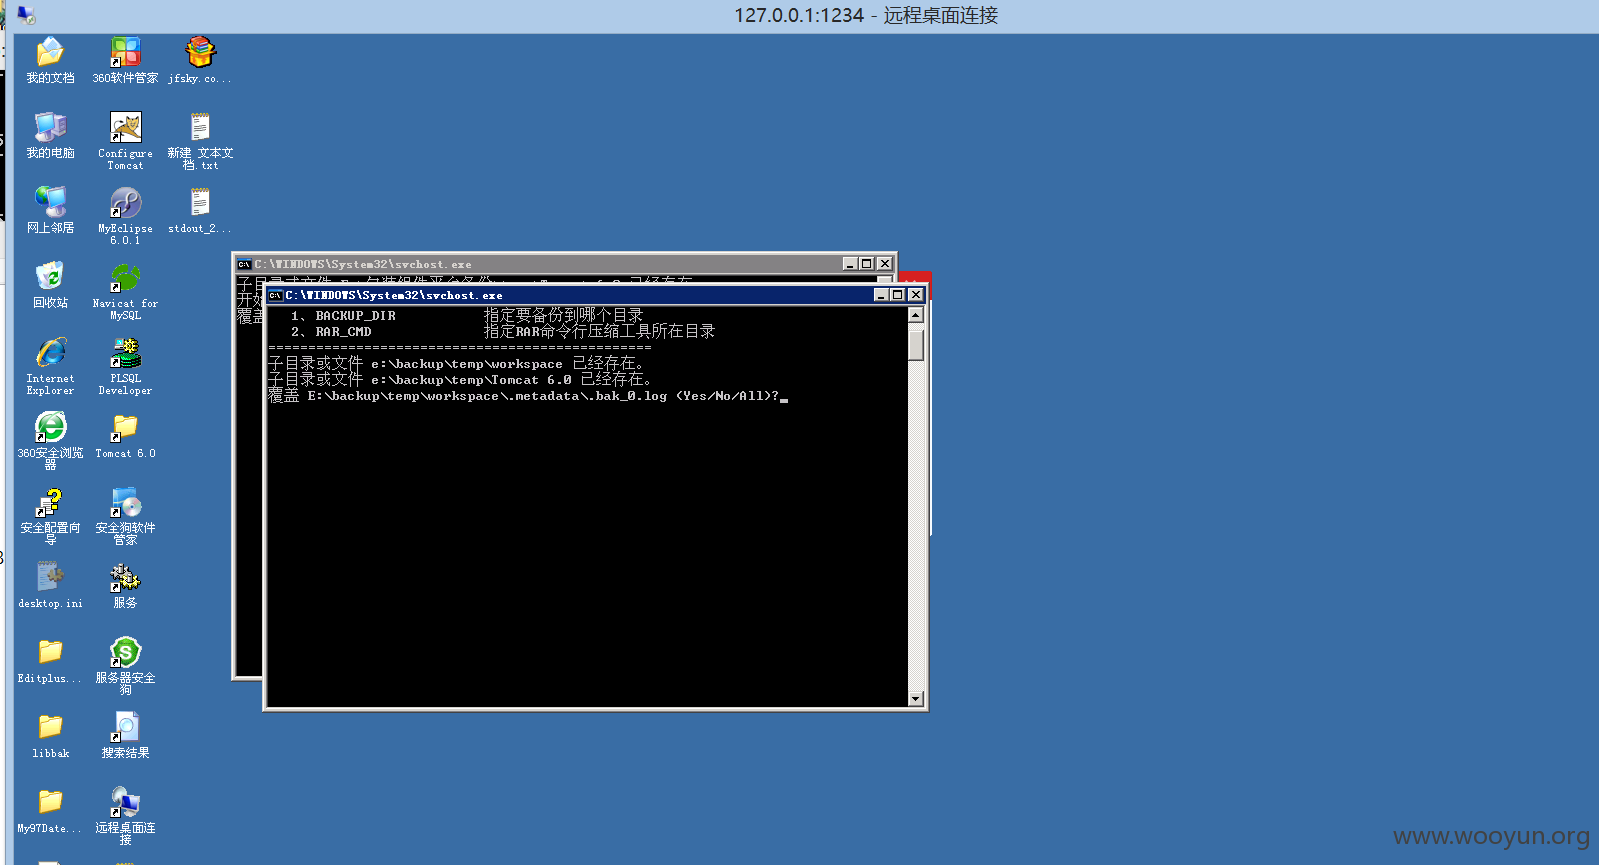 127.0.0.1:1234 - 远程桌面连接
我的文档
360软件管家
jfsky.co...
我的电脑
Configure
Tomcat
新建 文本文
档.txt
网上邻居
MyEclipse
6.0.1
stdout_2...
回收站
Navicat for
MySQL
Internet
Explorer
PLSQL
Developer
360安全浏览
器
Tomcat 6.0
安全配置向
导
安全狗软件
管家
desktop.ini
服务
Editplus...
服务器安全
狗
libbak
搜索结果
My97Date...
远程桌面连
接
C:\WINDOWS\System32\svchost.exe
子目录或文件
开始
覆盖
C:\WINDOWS\System32\svchost.exe
1、BACKUP_DIR 指定要备份到哪个目录
2、RAR_CMD 指定RAR命令行压缩工具所在目录
================================================
子目录或文件 e:\backup\temp\workspace 已经存在。
子目录或文件 e:\backup\temp\Tomcat 6.0 已经存在。
覆盖 E:\backup\temp\workspace\.metadata\.bak_0.log (Yes/No/All)?
www.wooyun.org